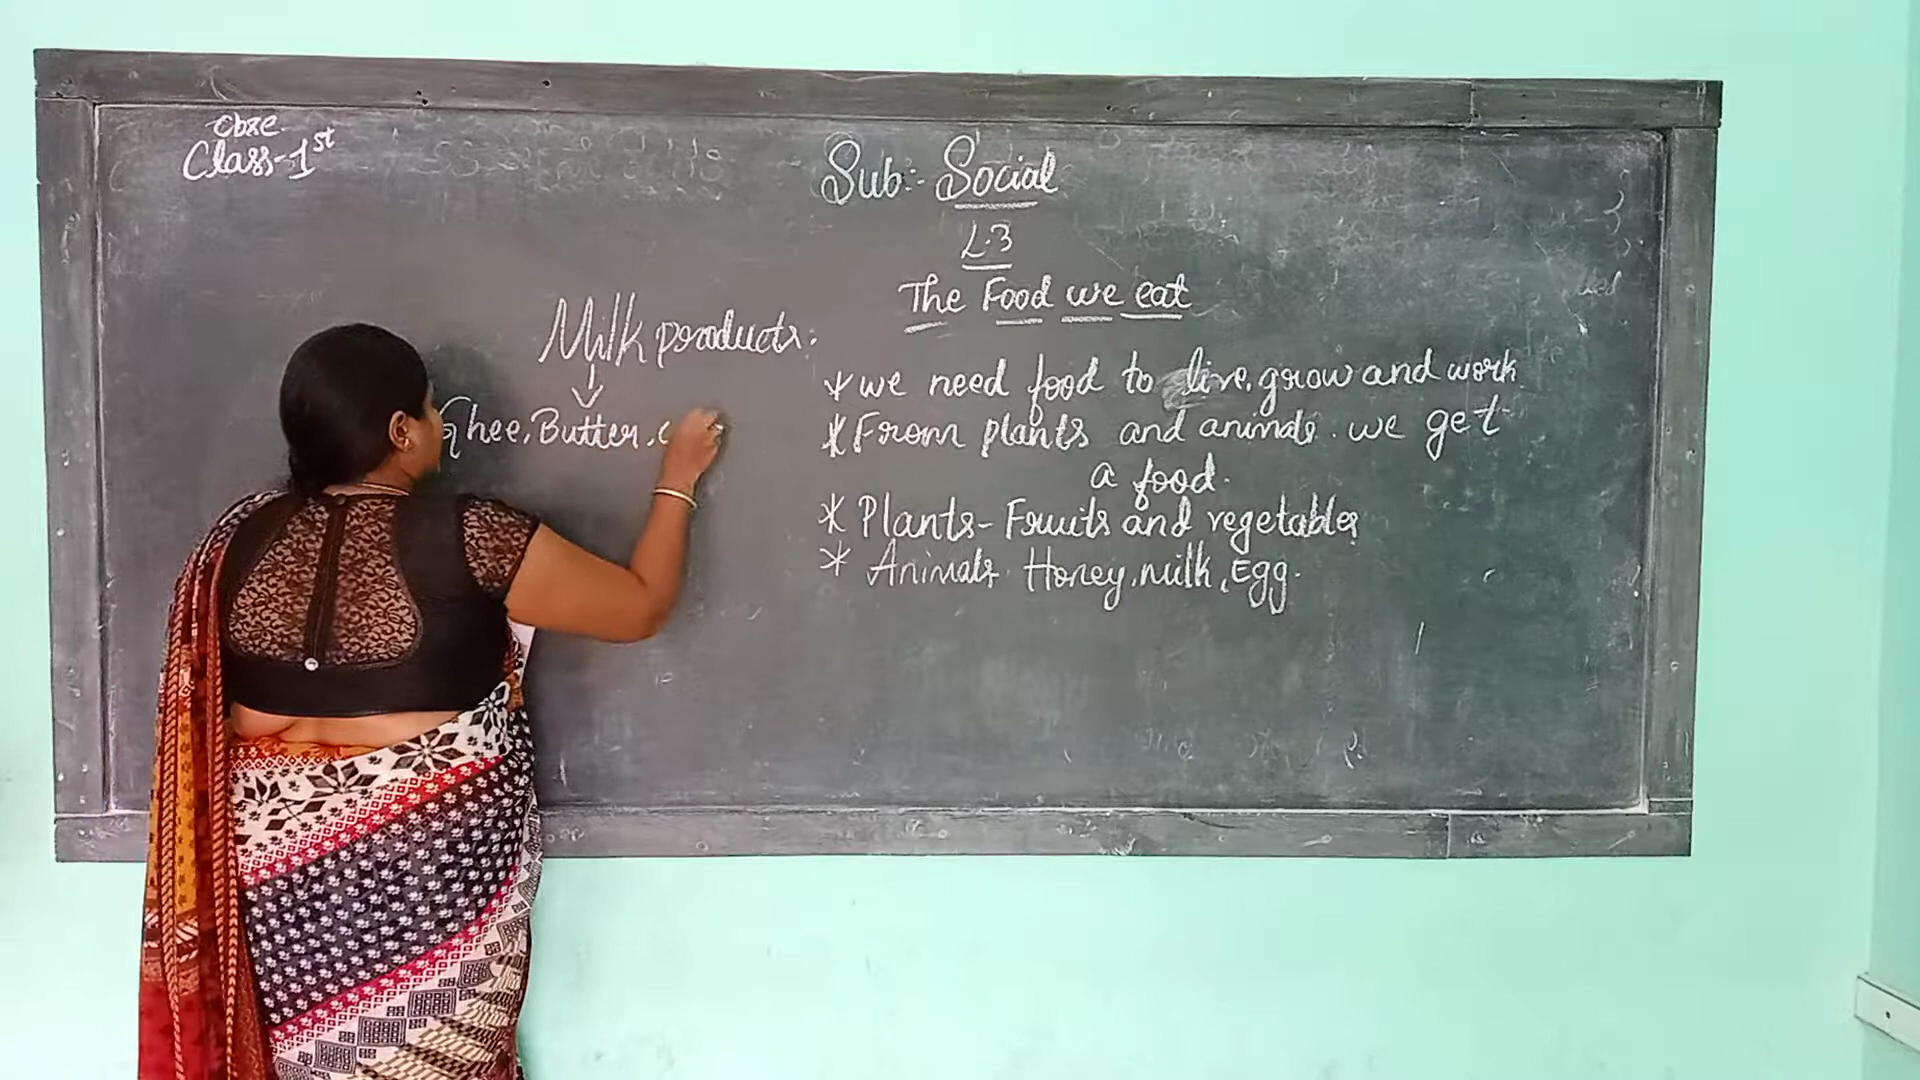 Class-1st
Sub:- Social
L.3
The Food we eat
Milk products:
Ghee, Butter, c
* we need food to live, grow and work
* From plants and animals. we get
a food.
* Plants- Fruits and vegetables
* Animals Honey, milk, Egg.